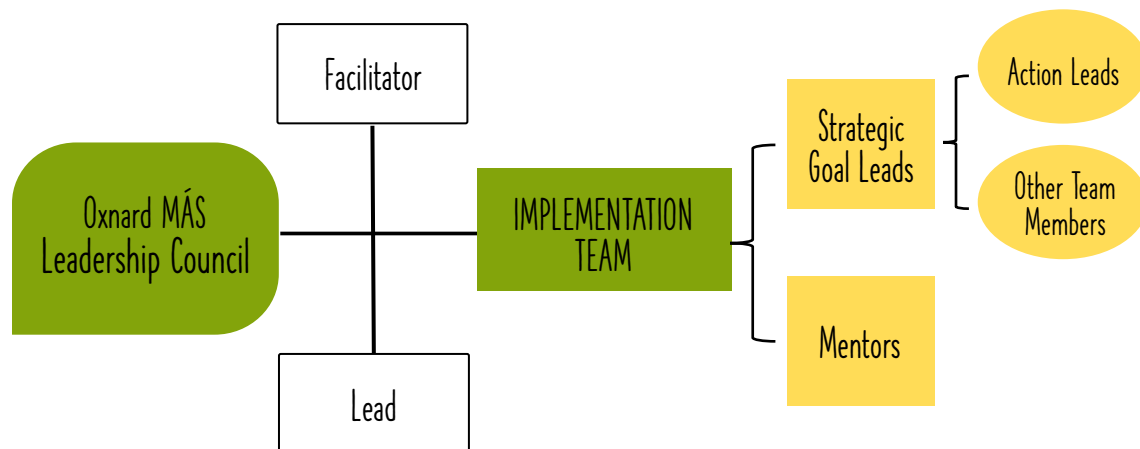 Facilitator
Oxnard MÁS
Leadership Council
Lead
IMPLEMENTATION
TEAM
Strategic
Goal Leads
Mentors
Action Leads
Other Team
Members